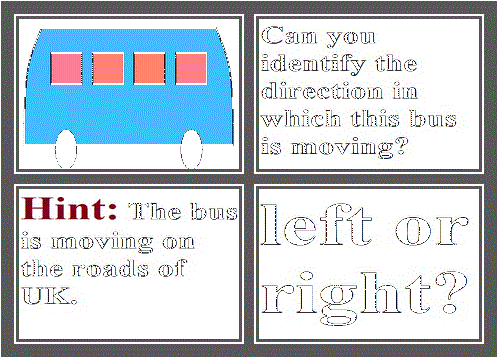 Can you
identify the
direction in
which this bus
is moving?
Hint: The bus
is moving on
the roads of
UK.
left or
right?